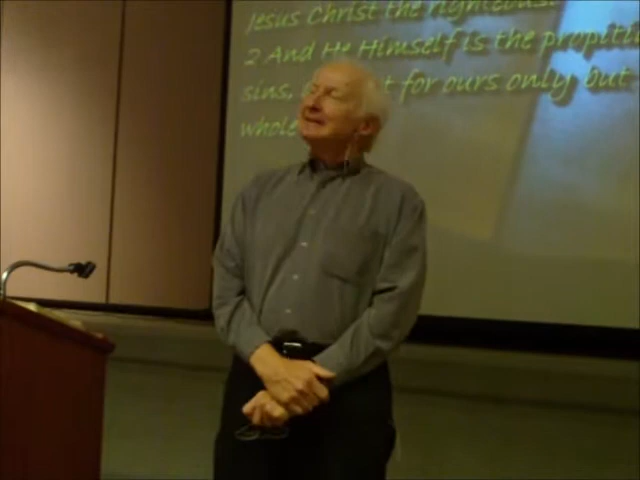 Jesus Christ the righteous.
2 And He Himself is the propiti
sins, t for ours only but
whole